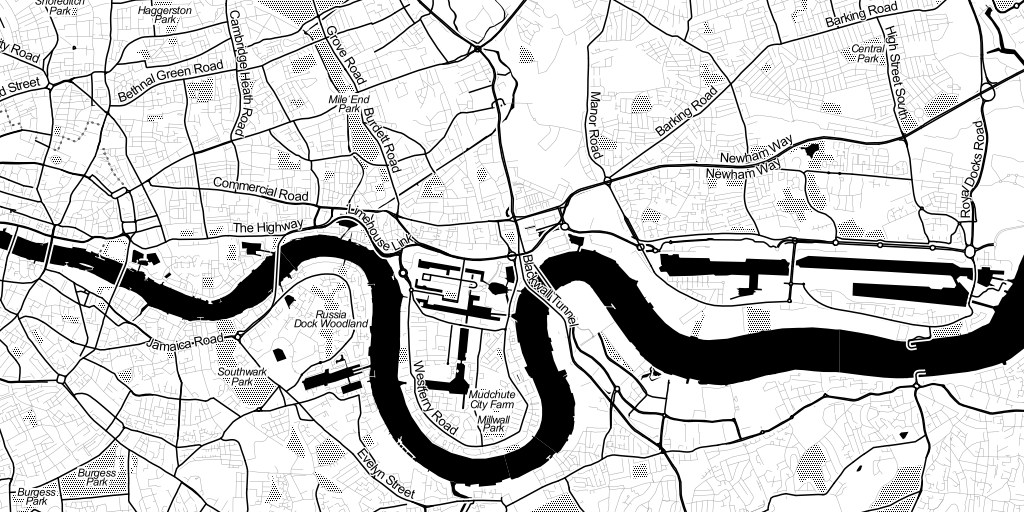 Shoreditch
Park
Haggerston
Park
Cambridge Heath Road
Grove Road
Barking Road
High Street South
Central
Park
ity Road
d Street
Bethnal Green Road
Mile End
Park
Burdett Road
Manor Road
Barking Road
Newham Way
Newham Way
Royal Docks Road
Commercial Road
The Highway
Limehouse Link
Blackwall Tunnel
Russia
Dock Woodland
Jamaica Road
Southwark
Park
Westferry Road
Mudchute
City Farm
Millwall
Park
Evelyn Street
Burgess
Park
Burgess
Park